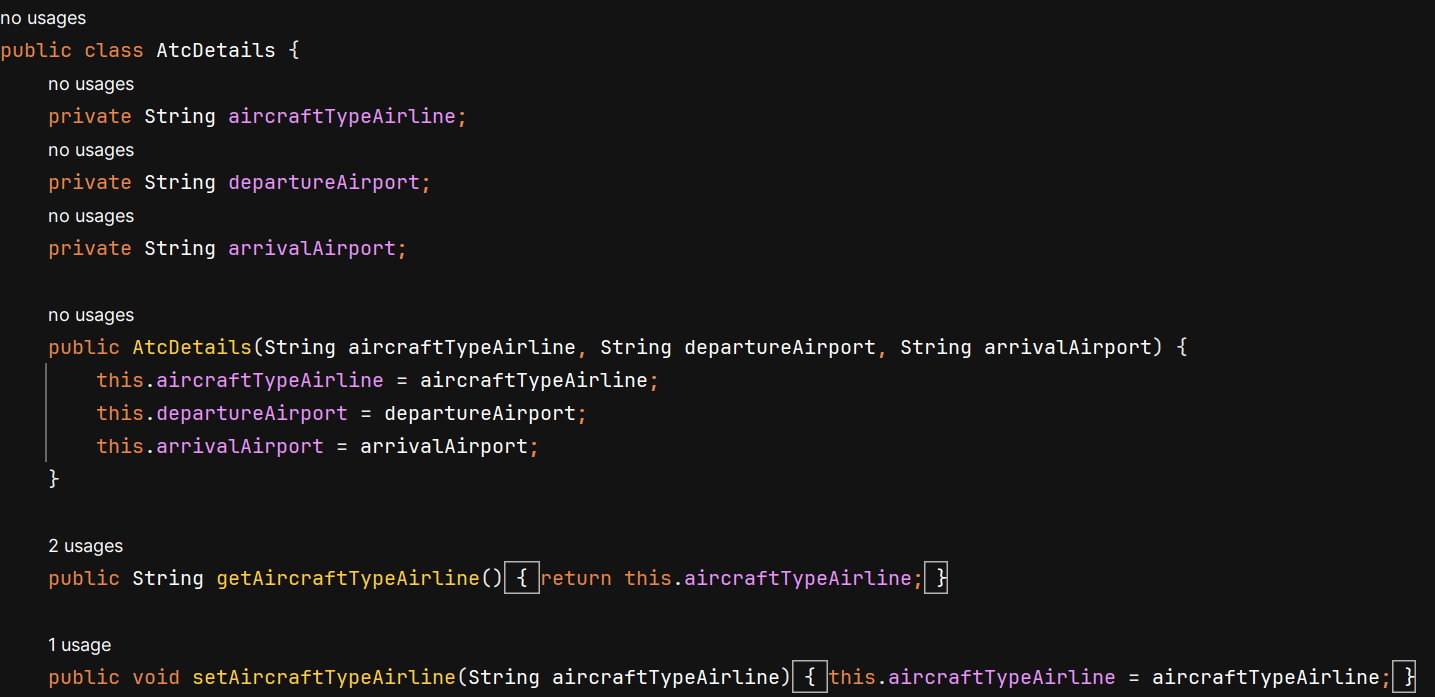 no usages
public class AtcDetails {
no usages
private String aircraftTypeAirline;
no usages
private String departureAirport;
no usages
private String arrivalAirport;
no usages
public AtcDetails(String aircraftTypeAirline, String departureAirport, String arrivalAirport) {
this.aircraftTypeAirline = aircraftTypeAirline;
this.departureAirport = departureAirport;
this.arrivalAirport = arrivalAirport;
}
2 usages
public String getAircraftTypeAirline() { return this.aircraftTypeAirline; }
1 usage
public void setAircraftTypeAirline(String aircraftTypeAirline) { this.aircraftTypeAirline = aircraftTypeAirline; }